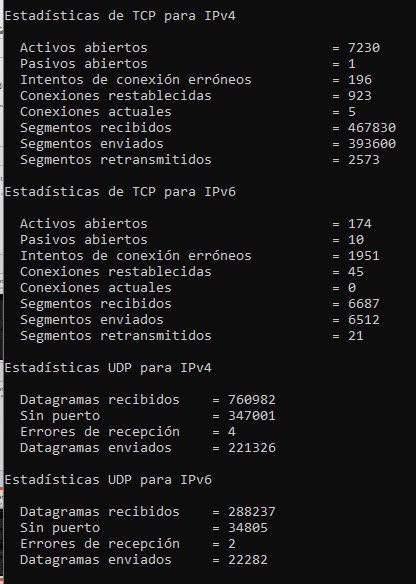 Estadísticas de TCP para IPv4
Activos abiertos = 7230
Pasivos abiertos = 1
Intentos de conexión erróneos = 196
Conexiones restablecidas = 923
Conexiones actuales = 5
Segmentos recibidos = 467830
Segmentos enviados = 393600
Segmentos retransmitidos = 2573
Estadísticas de TCP para IPv6
Activos abiertos = 174
Pasivos abiertos = 10
Intentos de conexión erróneos = 1951
Conexiones restablecidas = 45
Conexiones actuales = 0
Segmentos recibidos = 6687
Segmentos enviados = 6512
Segmentos retransmitidos = 21
Estadísticas UDP para IPv4
Datagramas recibidos = 760982
Sin puerto = 347001
Errores de recepción = 4
Datagramas enviados = 221326
Estadísticas UDP para IPv6
Datagramas recibidos = 288237
Sin puerto = 34805
Errores de recepción = 2
Datagramas enviados = 22282